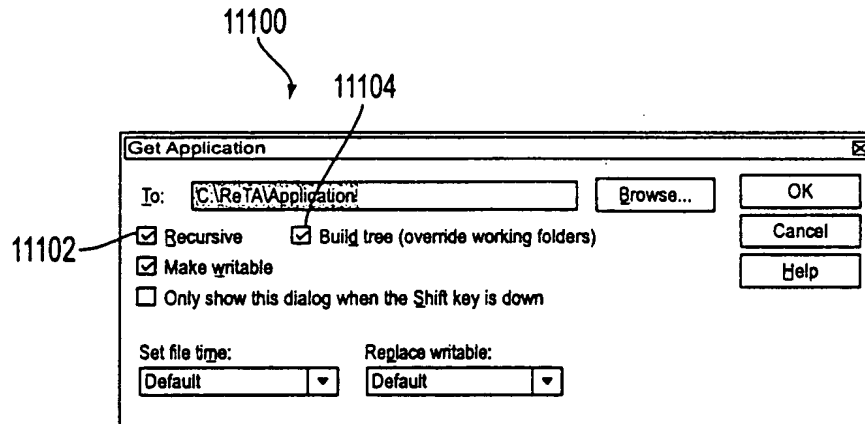 11100
11104
Get Application
To: C:\ReTA\Application Browse... OK
11102 Recursive Build tree (override working folders) Cancel
Make writable Help
Only show this dialog when the Shift key is down
Set file time: Replace writable:
Default Default